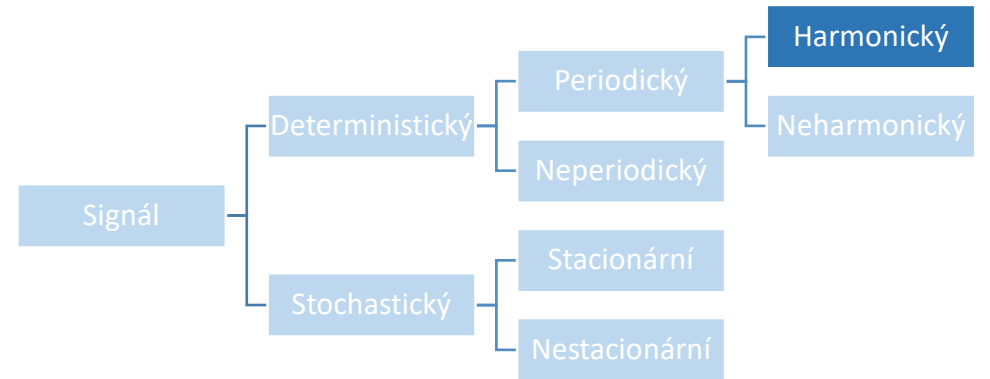 Signál
Deterministický
Periodický
Harmonický
Neharmonický
Neperiodický
Stochastický
Stacionární
Nestacionární